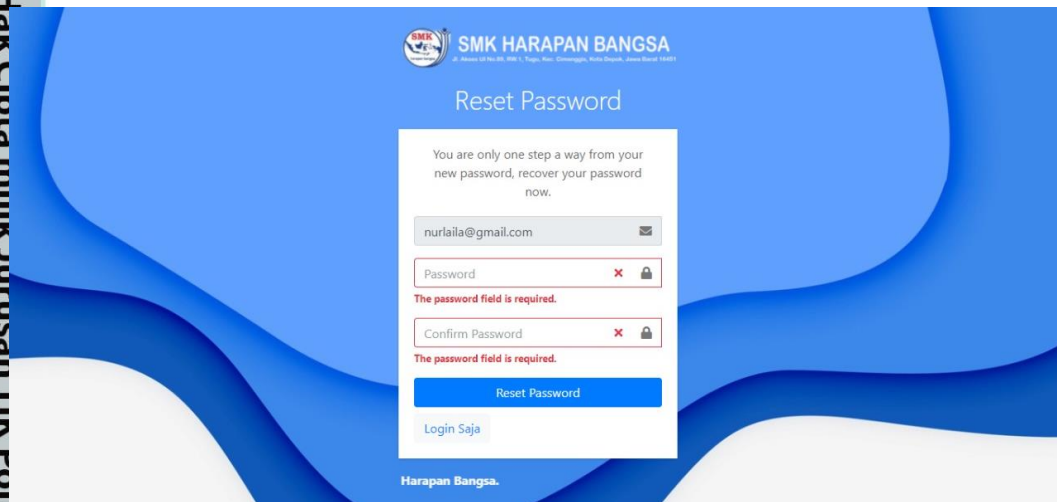 SMK
SMK HARAPAN BANGSA
Reset Password
You are only one step a way from your
new password, recover your password
now.
nurlaila@gmail.com
Password
The password field is required.
Confirm Password
The password field is required.
Reset Password
Login Saja
Harapan Bangsa.